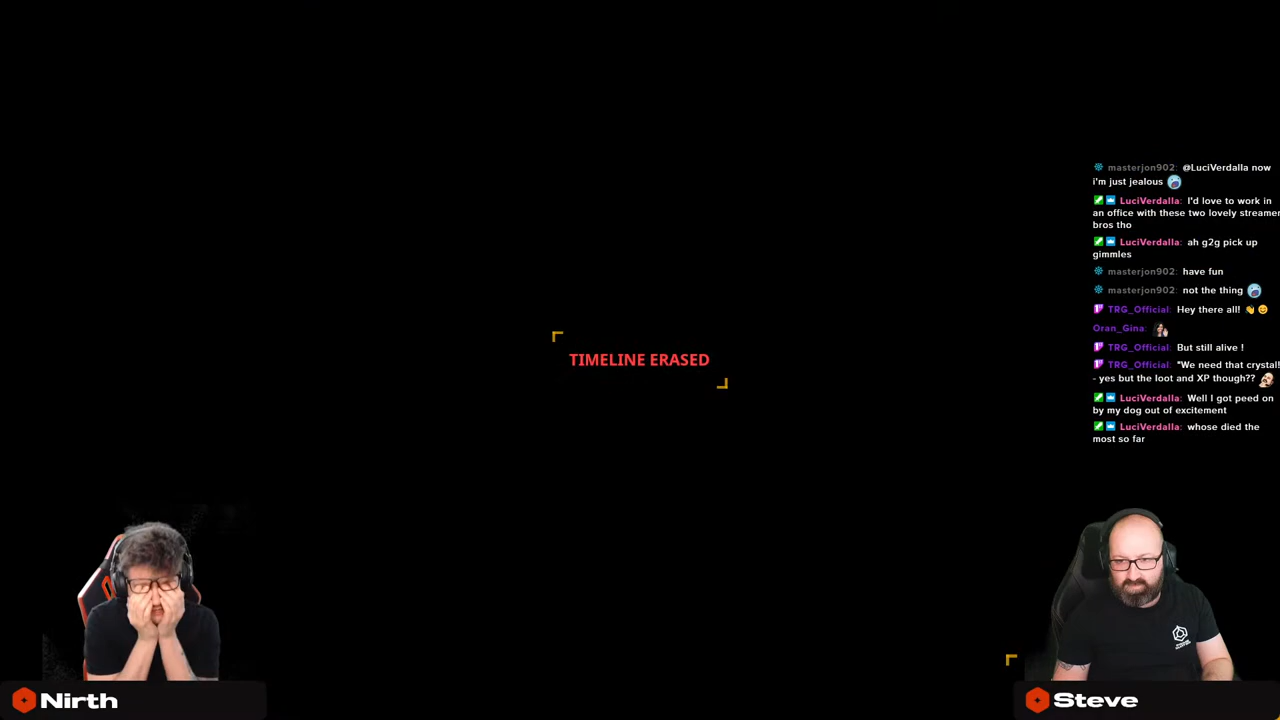 masterjon902: @LuciVerdalla now
i'm just jealous
LuciVerdalla: I'd love to work in
an office with these two lovely streamer
bros tho
LuciVerdalla: ah g2g pick up
gimmles
masterjon902: have fun
masterjon902: not the thing
TRG_Official: Hey there all!
Oran_Gina:
TRG_Official: But still alive !
TRG_Official: "We need that crystal!
- yes but the loot and XP though??
LuciVerdalla: Well I got peed on
by my dog out of excitement
LuciVerdalla: whose died the
most so far
TIMELINE ERASED
Nirth
Steve